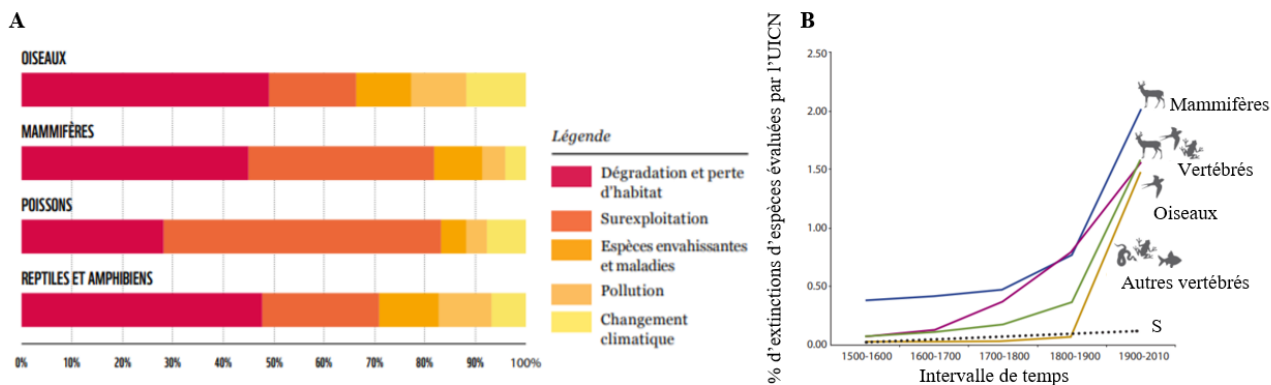 A
OISEAUX
MAMMIFÈRES
POISSONS
REPTILES ET AMPHIBIENS
0%
10%
20%
30%
40%
50%
60%
70%
80%
90%
100%
Légende
Dégradation et perte
d'habitat
Surexploitation
Espèces envahissantes
et maladies
Pollution
Changement
climatique
B
% d'extinctions d'espèces évaluées par l'UICN
2.50
2.00
1.50
1.00
0.50
0.00
Mammifères
Vertébrés
Oiseaux
Autres vertébrés
S
1500-1600
1600-1700
1700-1800
1800-1900
1900-2010
Intervalle de temps